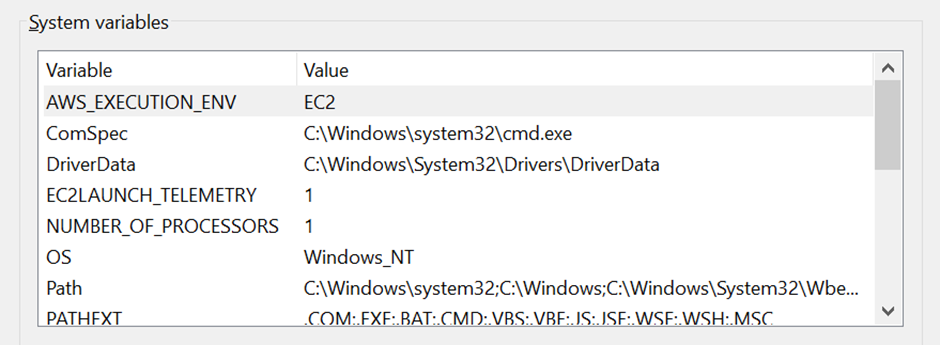 System variables
Variable Value
AWS_EXECUTION_ENV EC2
ComSpec C:\Windows\system32\cmd.exe
DriverData C:\Windows\System32\Drivers\DriverData
EC2LAUNCH_TELEMETRY 1
NUMBER_OF_PROCESSORS 1
OS Windows_NT
Path C:\Windows\system32;C:\Windows;C:\Windows\System32\Wbe...
PATHEXT .COM;.EXE;.BAT;.CMD;.VBS;.VBE;.JS;.JSE;.WSF;.WSH;.MSC